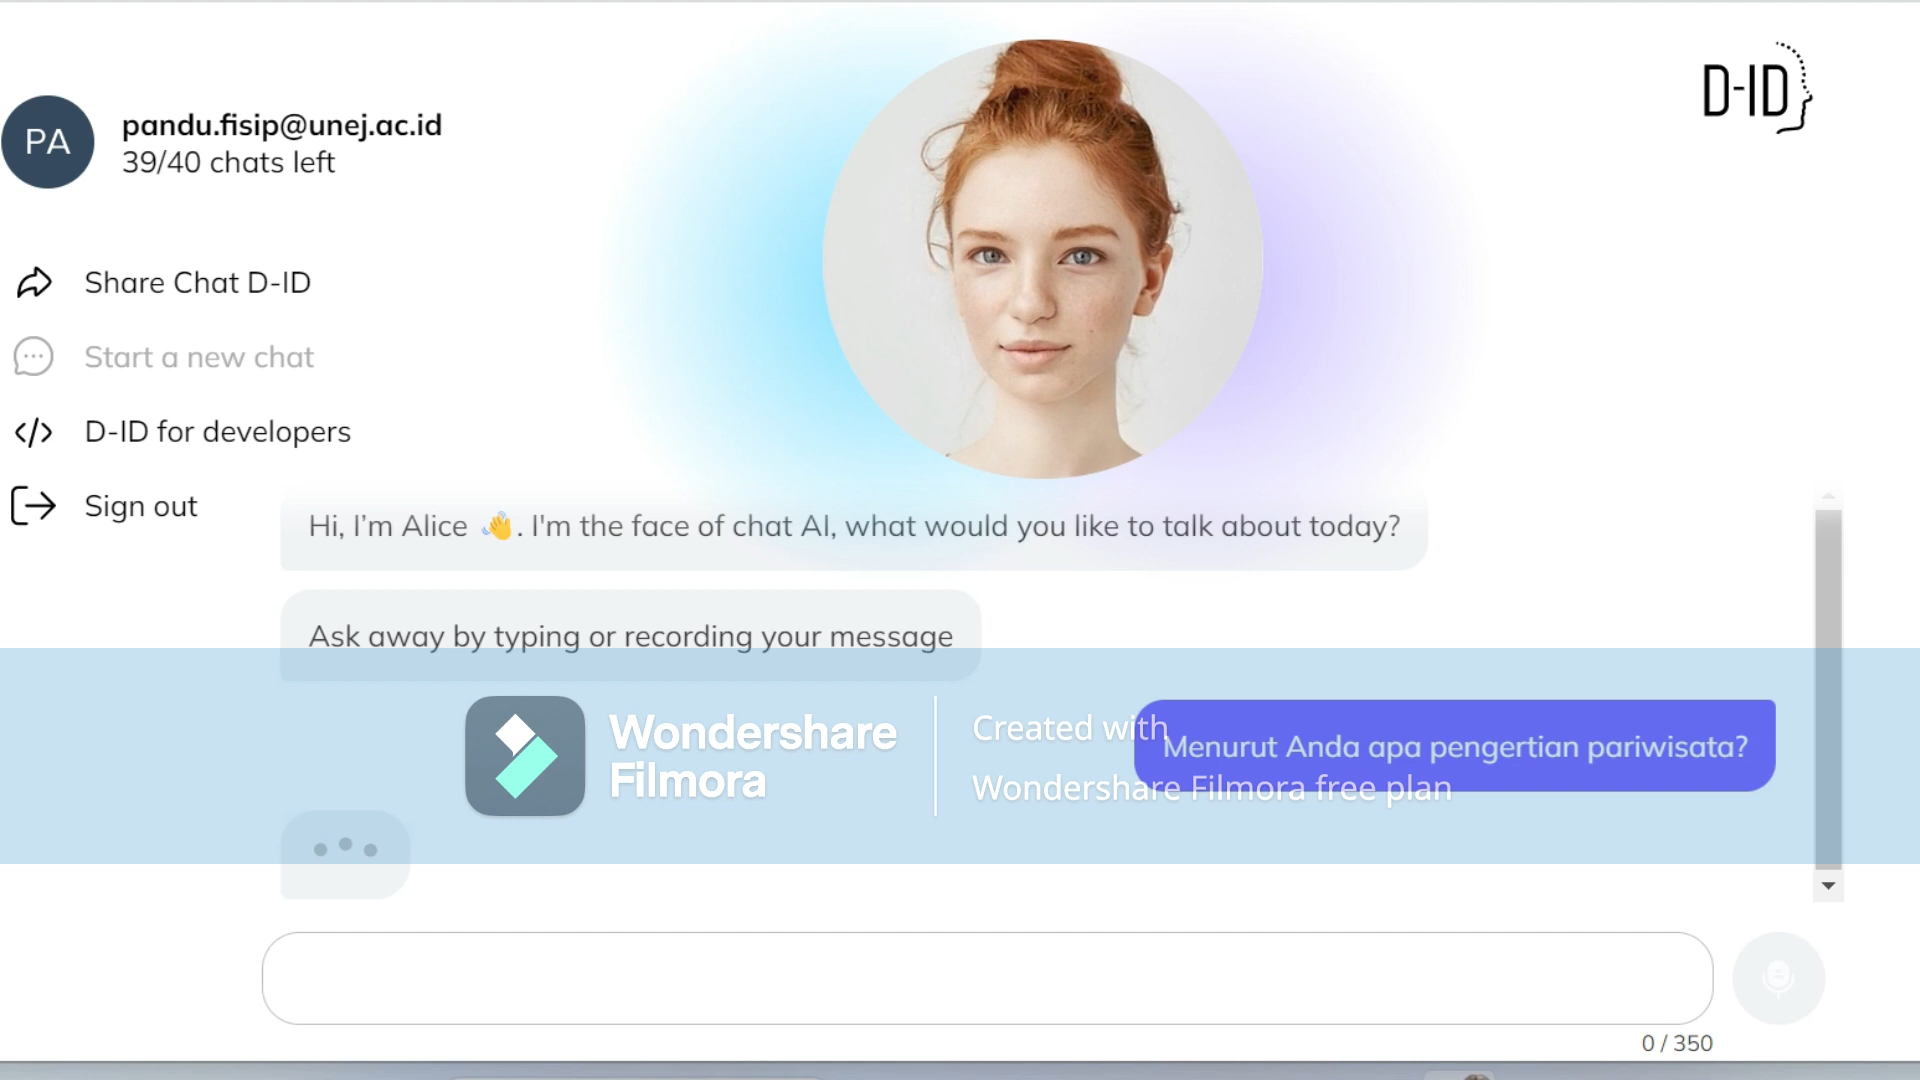 D-ID
PA
pandu.fisip@unej.ac.id
39/40 chats left
Share Chat D-ID
Start a new chat
D-ID for developers
Sign out
Hi, I’m Alice 👋. I'm the face of chat AI, what would you like to talk about today?
Ask away by typing or recording your message
Menurut Anda apa pengertian pariwisata?
Wondershare
Filmora
Created with
Wondershare Filmora free plan
0 / 350